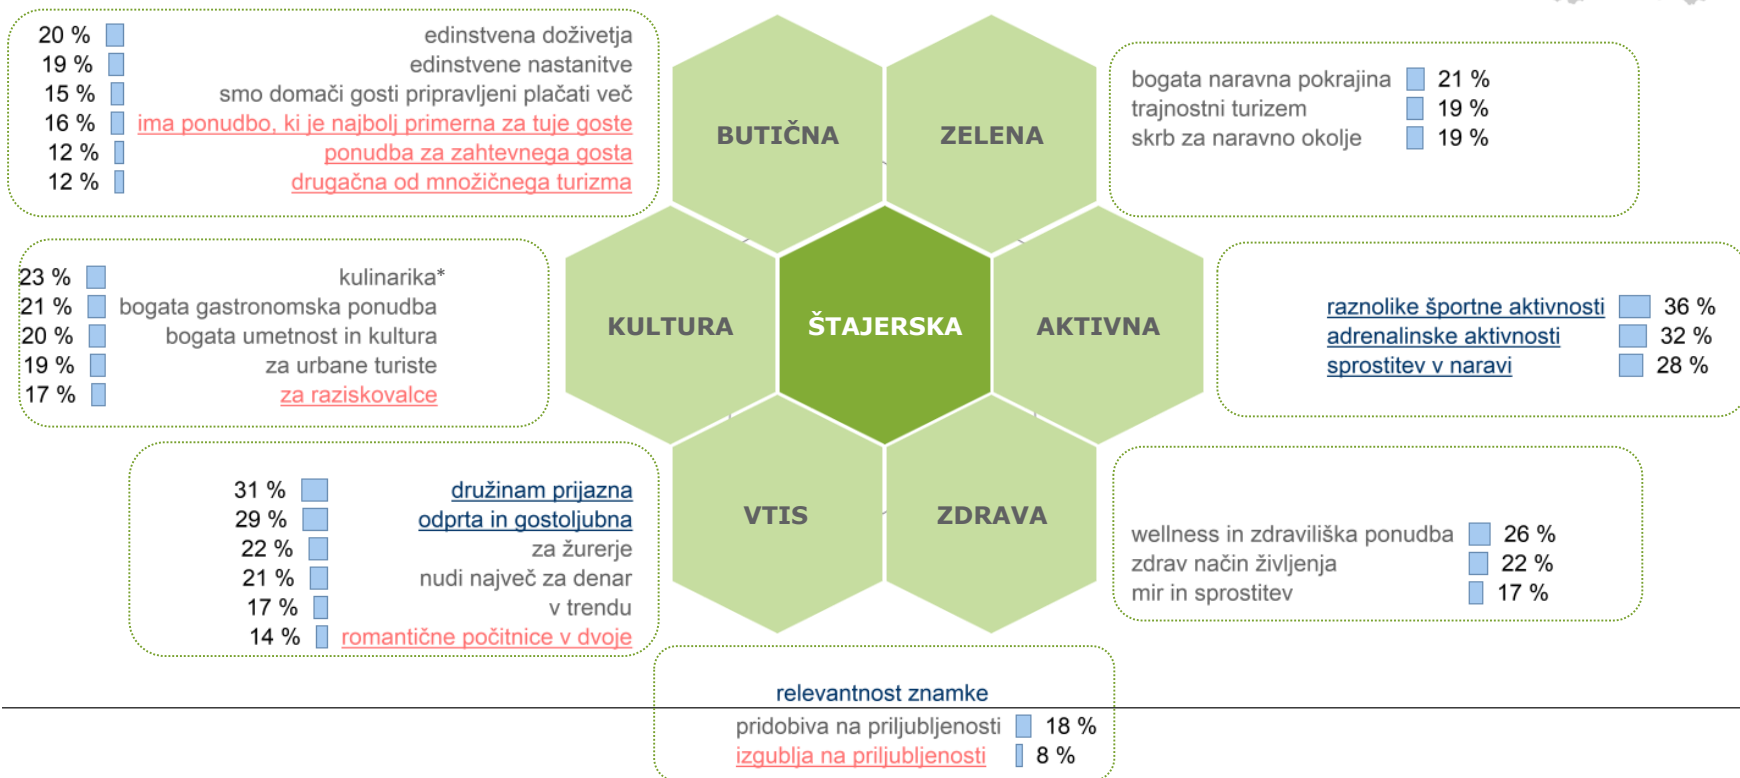 20 % edinstvena doživetja
19 % edinstvene nastanitve
15 % smo domači gosti pripravljeni plačati več
16 % ima ponudbo, ki je najbolj primerna za tuje goste
12 % ponudba za zahtevnega gosta
12 % drugačna od množičnega turizma
BUTIČNA
ZELENA
bogata naravna pokrajina 21 %
trajnostni turizem 19 %
skrb za naravno okolje 19 %
23 % kulinarika*
21 % bogata gastronomska ponudba
20 % bogata umetnost in kultura
19 % za urbane turiste
17 % za raziskovalce
KULTURA
ŠTAJERSKA
AKTIVNA
raznolike športne aktivnosti 36 %
adrenalinske aktivnosti 32 %
sprostitev v naravi 28 %
31 % družinam prijazna
29 % odprta in gostoljubna
22 % za žurerje
21 % nudi največ za denar
17 % v trendu
14 % romantične počitnice v dvoje
VTIS
ZDRAVA
wellness in zdraviliška ponudba 26 %
zdrav način življenja 22 %
mir in sprostitev 17 %
relevantnost znamke
pridobiva na priljubljenosti 18 %
izgublja na priljubljenosti 8 %